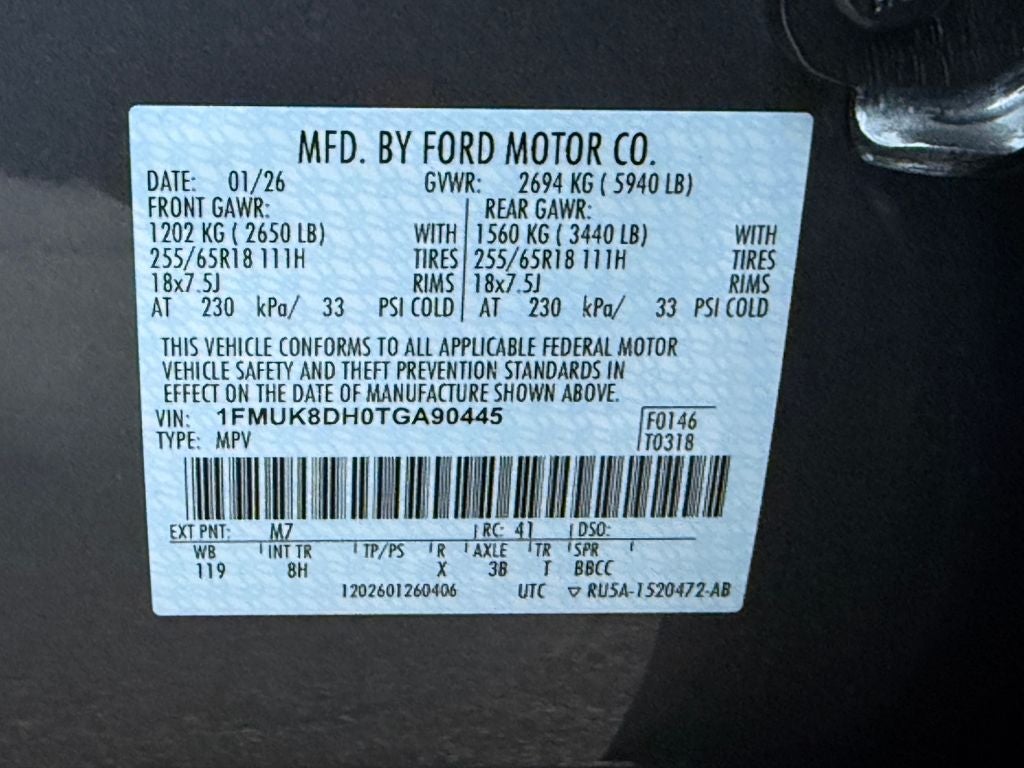 MFD. BY FORD MOTOR CO.
DATE: 01/26 GVWR: 2694 KG ( 5940 LB)
FRONT GAWR: REAR GAWR:
1202 KG ( 2650 LB) WITH 1560 KG ( 3440 LB) WITH
255/65R18 111H TIRES 255/65R18 111H TIRES
18x7.5J RIMS 18x7.5J RIMS
AT 230 kPa/ 33 PSI COLD AT 230 kPa/ 33 PSI COLD
THIS VEHICLE CONFORMS TO ALL APPLICABLE FEDERAL MOTOR
VEHICLE SAFETY AND THEFT PREVENTION STANDARDS IN
EFFECT ON THE DATE OF MANUFACTURE SHOWN ABOVE.
VIN: 1FMUK8DH0TGA90445 F0146
TYPE: MPV T0318
EXT PNT: M7 RC: 41 DSO:
WB INT TR TP/PS R AXLE TR SPR
119 8H X 3B T BBCC
1202601260406 UTC ▽ RU5A-1520472-AB